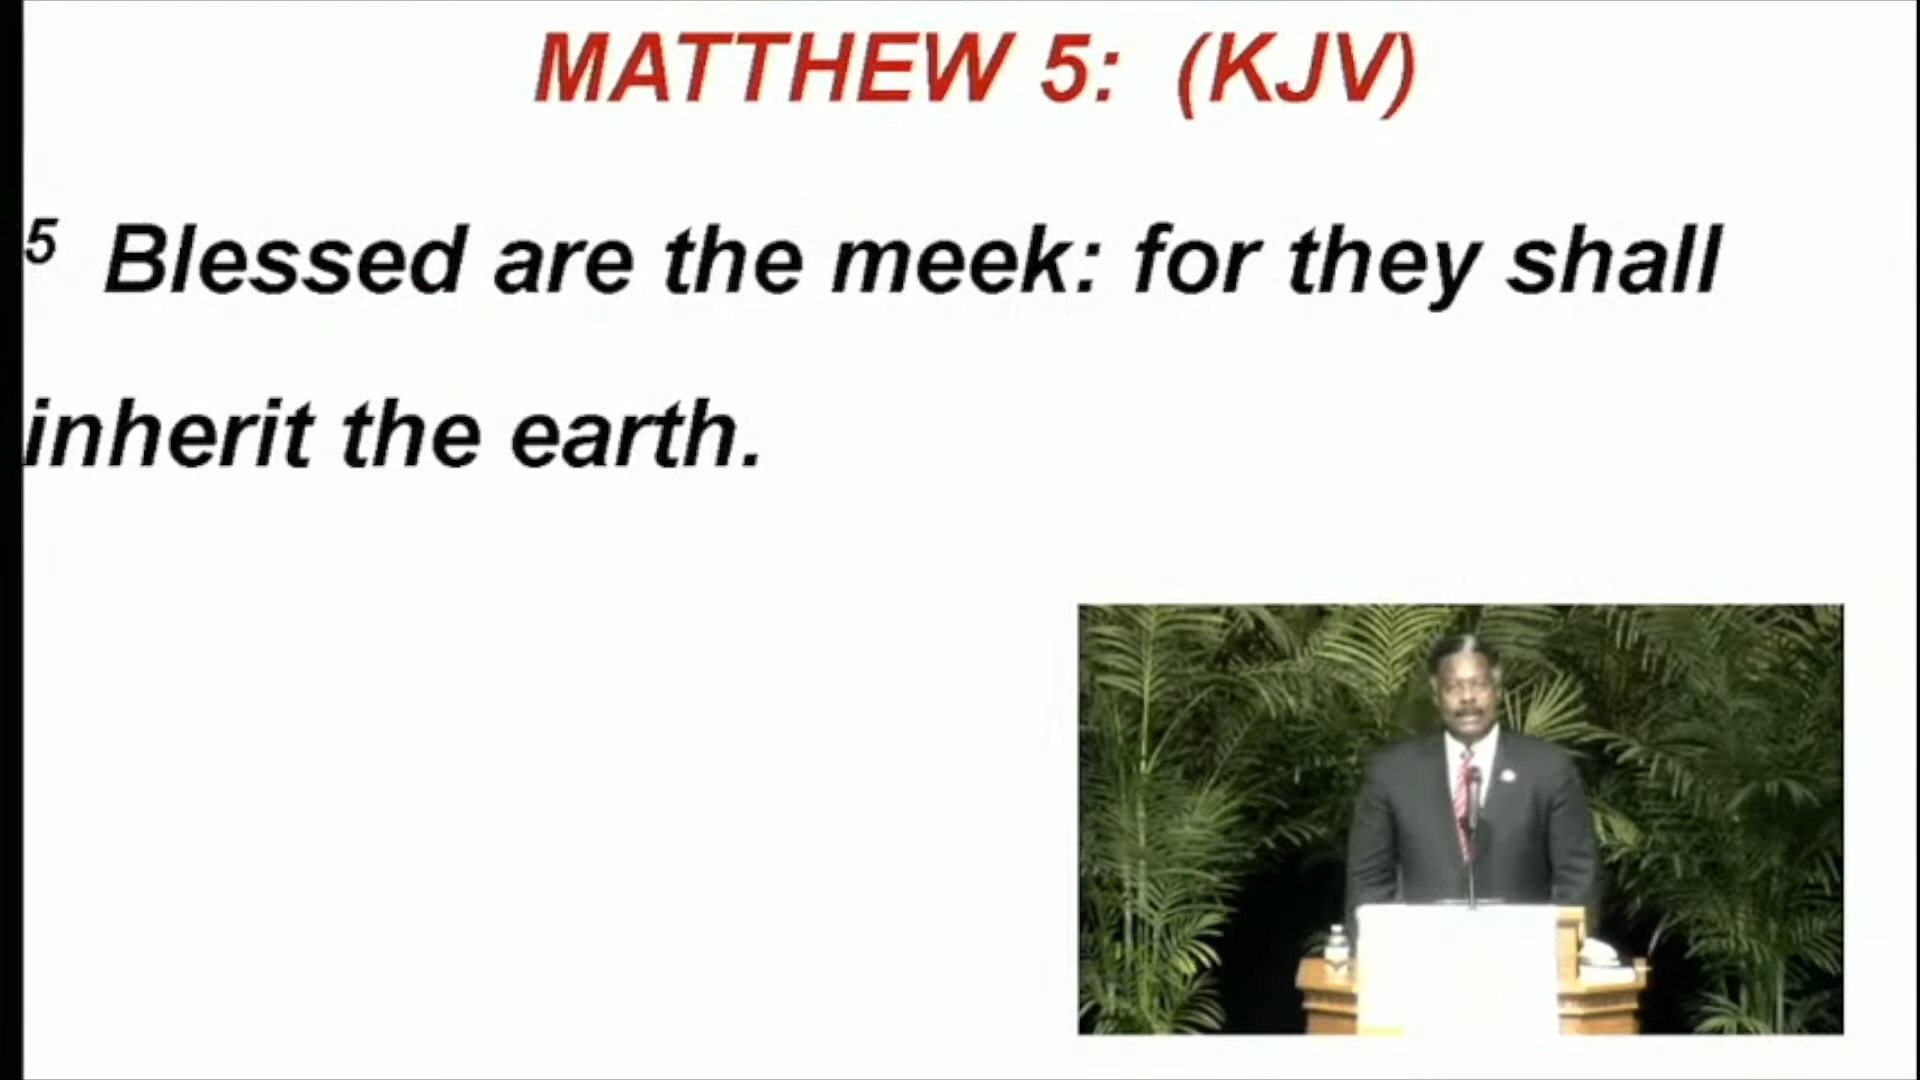 MATTHEW 5: (KJV)
5 Blessed are the meek: for they shall
inherit the earth.